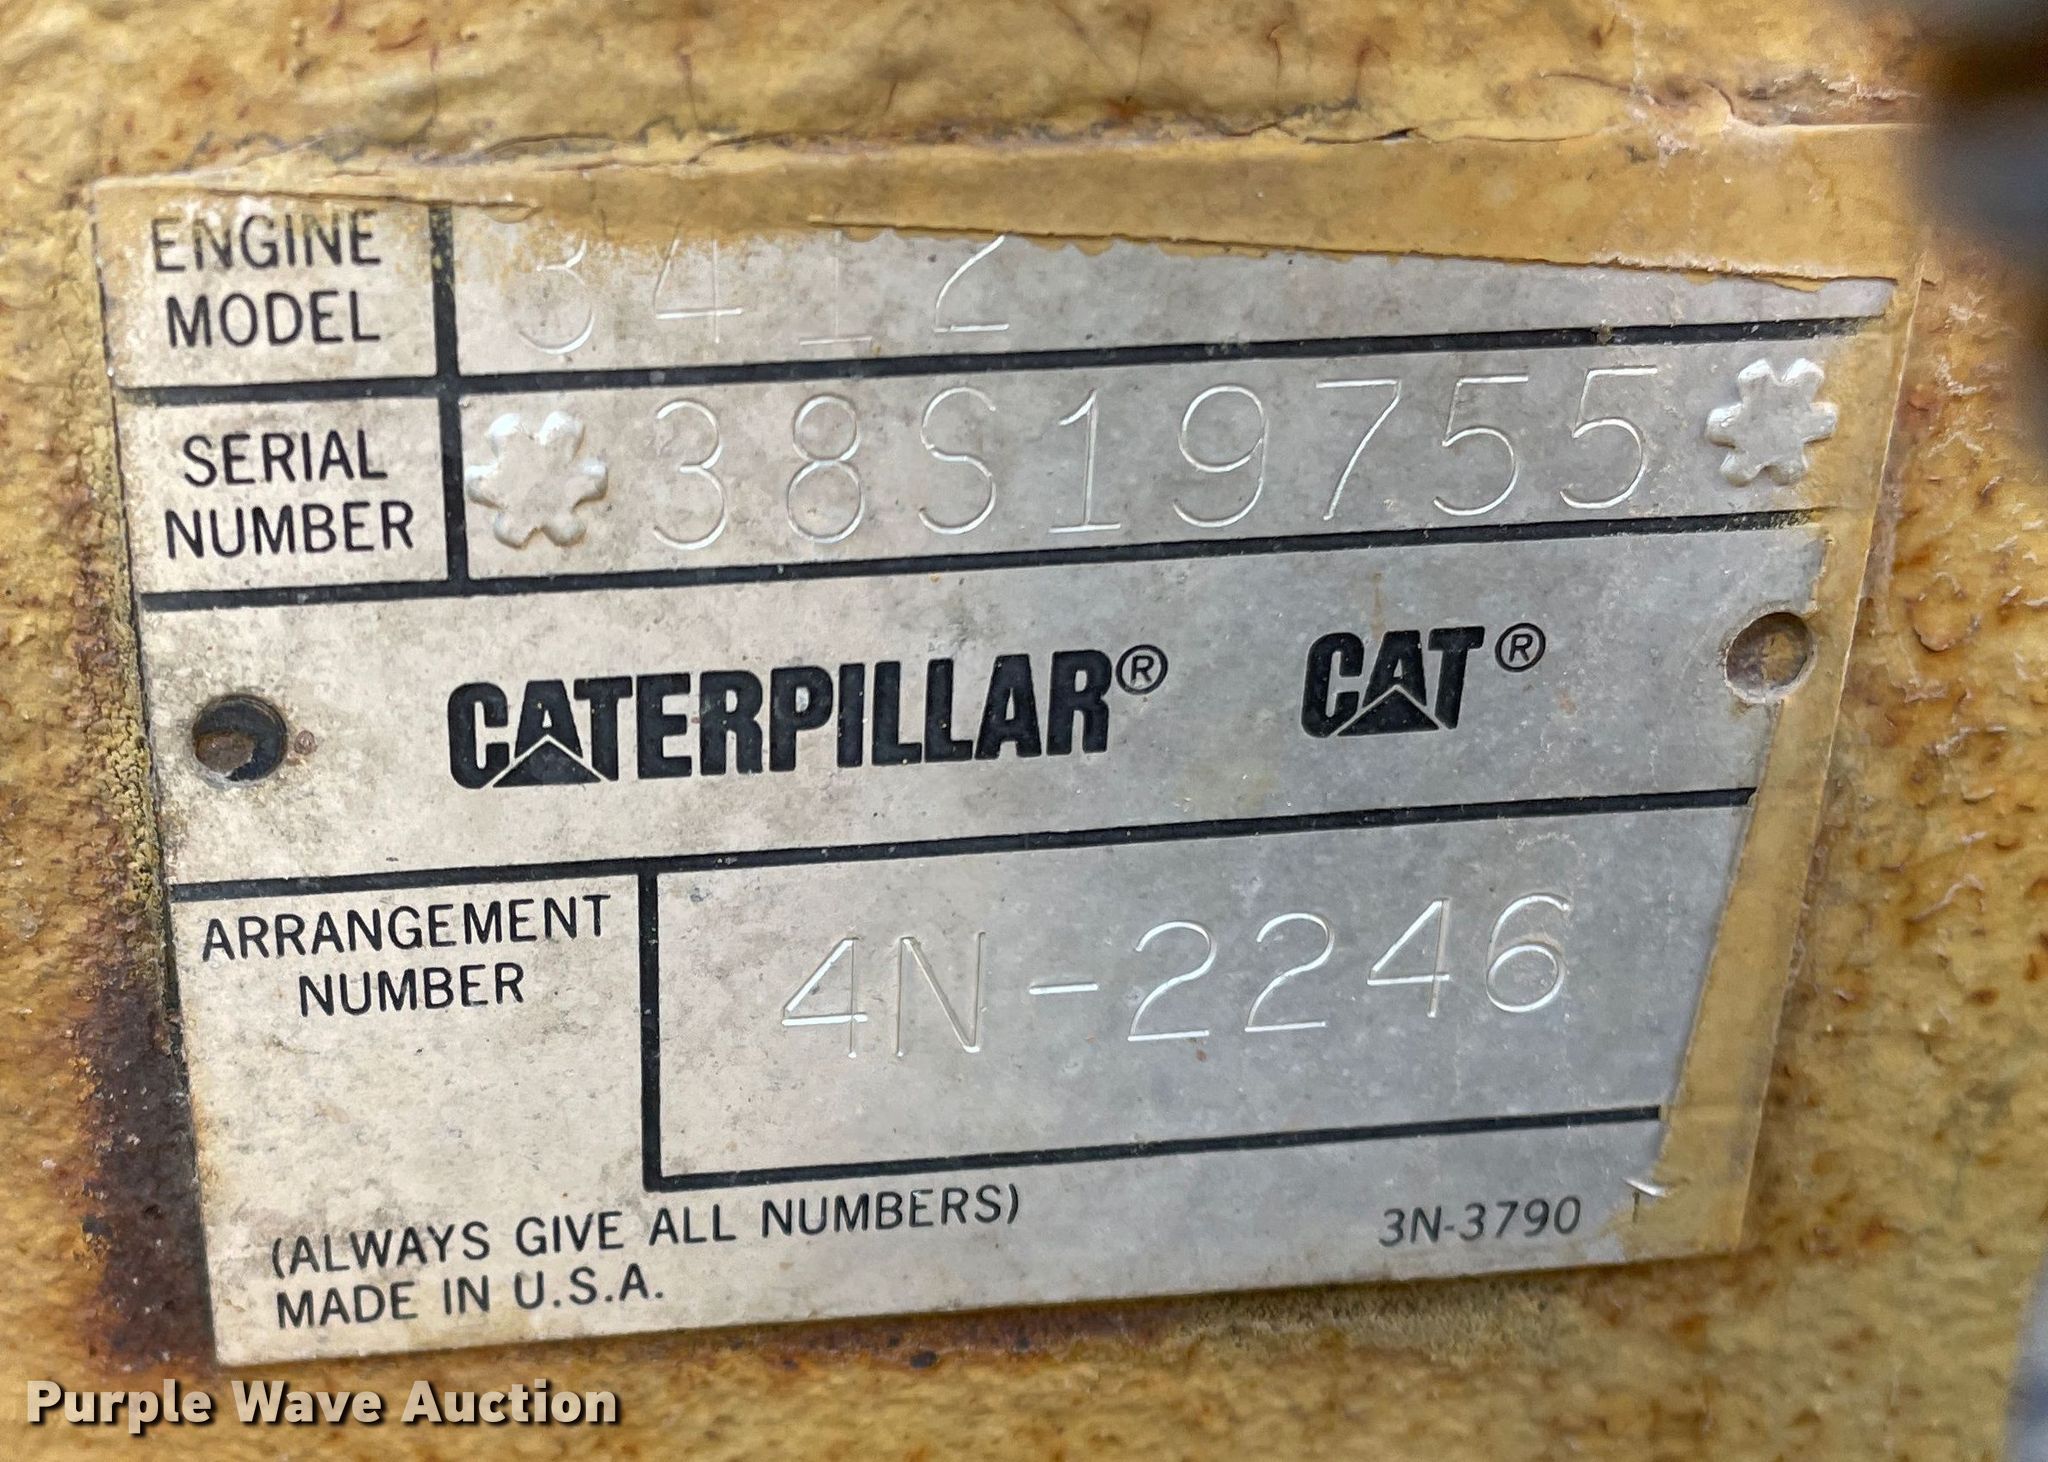 ENGINE
MODEL
3412
SERIAL
NUMBER
*38S19755*
CATERPILLAR® CAT®
ARRANGEMENT
NUMBER
4N-2246
(ALWAYS GIVE ALL NUMBERS)
3N-3790
MADE IN U.S.A.
Purple Wave Auction